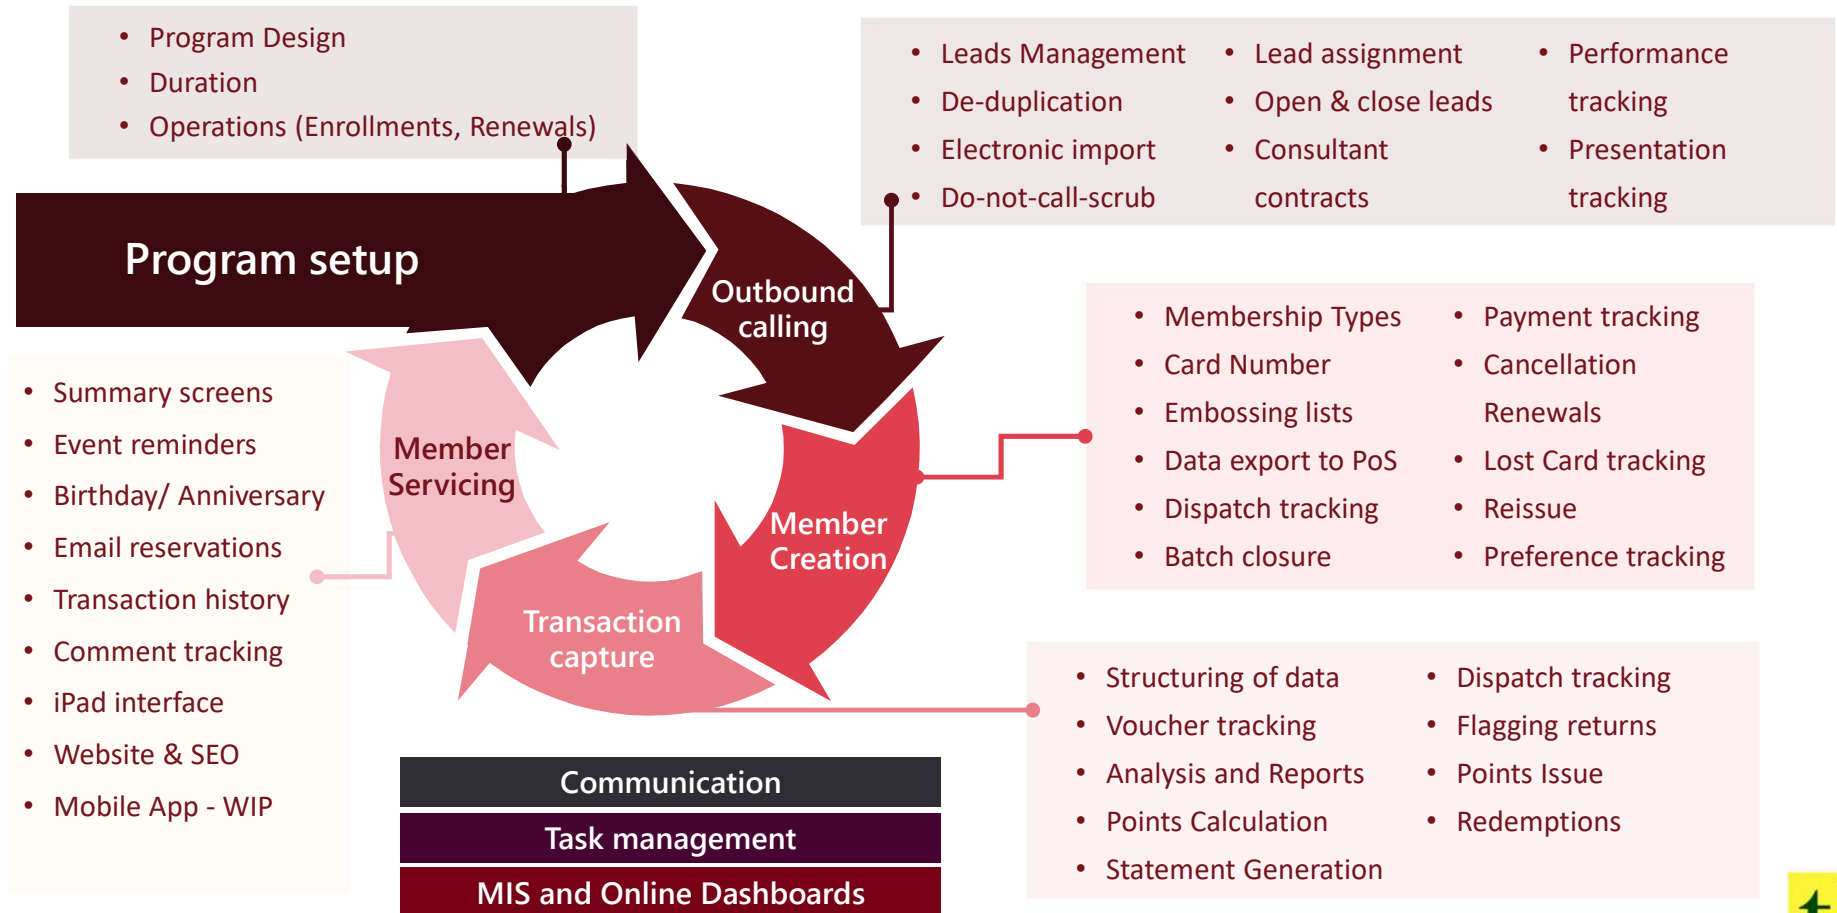 • Program Design
• Duration
• Operations (Enrollments, Renewals)
• Leads Management
• De-duplication
• Electronic import
• Do-not-call-scrub
• Lead assignment
• Open & close leads
• Consultant
contracts
• Performance
tracking
• Presentation
tracking
Program setup
Outbound
calling
Member
Creation
Transaction
capture
Member
Servicing
• Membership Types
• Card Number
• Embossing lists
• Data export to PoS
• Dispatch tracking
• Batch closure
• Payment tracking
• Cancellation
Renewals
• Lost Card tracking
• Reissue
• Preference tracking
• Summary screens
• Event reminders
• Birthday/ Anniversary
• Email reservations
• Transaction history
• Comment tracking
• iPad interface
• Website & SEO
• Mobile App - WIP
• Structuring of data
• Voucher tracking
• Analysis and Reports
• Points Calculation
• Statement Generation
• Dispatch tracking
• Flagging returns
• Points Issue
• Redemptions
Communication
Task management
MIS and Online Dashboards
t